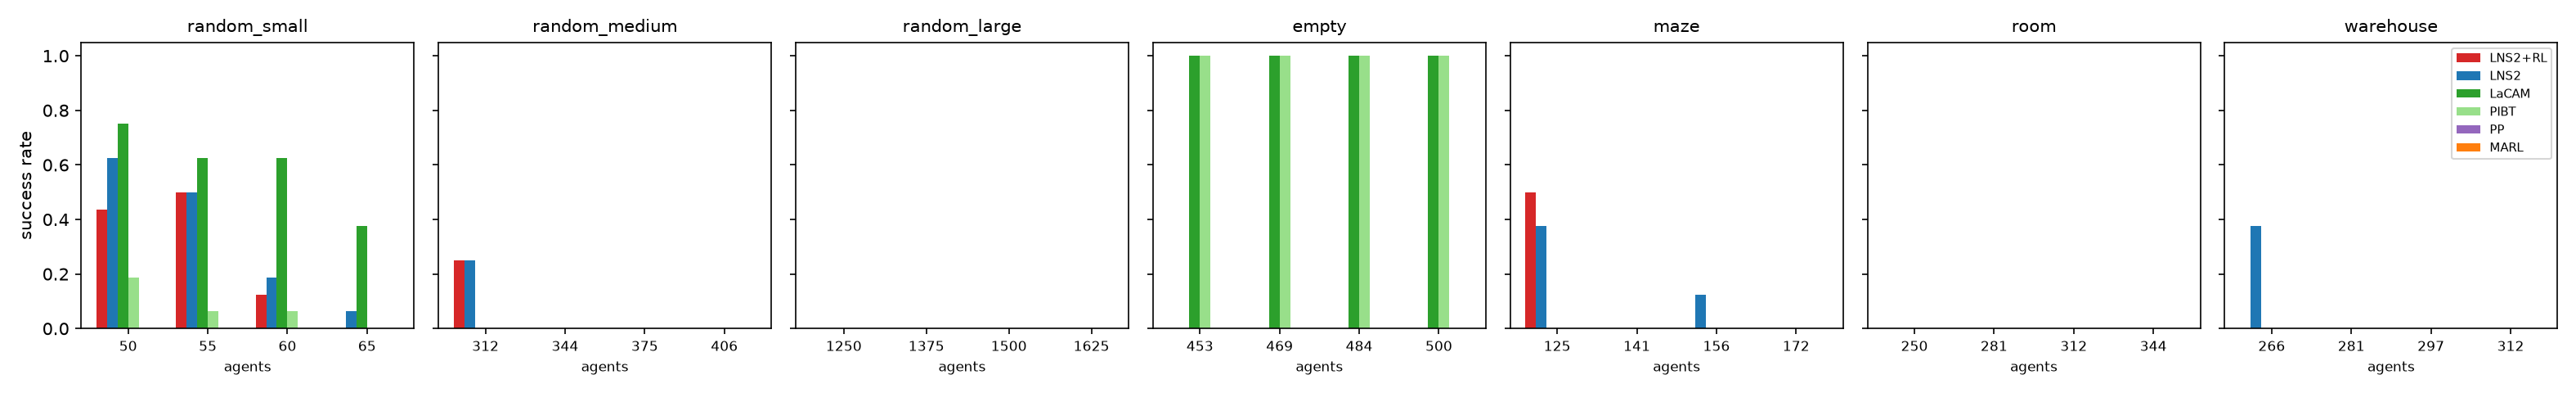 random_small
random_medium
random_large
empty
maze
room
warehouse
success rate
1.0
0.8
0.6
0.4
0.2
0.0
LNS2+RL
LNS2
LaCAM
PIBT
PP
MARL
50 55 60 65
312 344 375 406
1250 1375 1500 1625
453 469 484 500
125 141 156 172
250 281 312 344
266 281 297 312
agents
agents
agents
agents
agents
agents
agents